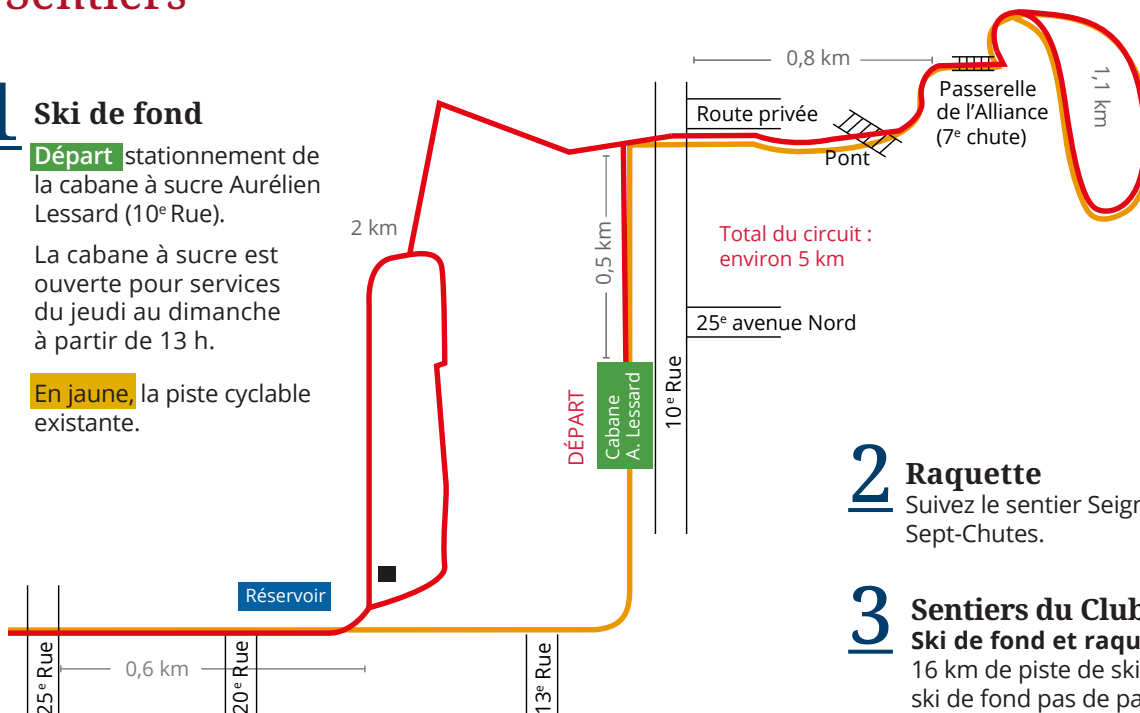 Sentiers
1
Ski de fond
Départ stationnement de
la cabane à sucre Aurélien
Lessard (10e Rue).
La cabane à sucre est
ouverte pour services
du jeudi au dimanche
à partir de 13 h.
En jaune, la piste cyclable
existante.
2 km
0,8 km
Route privée
Pont
Passerelle
de l’Alliance
(7e chute)
1,1 km
0,5 km
Total du circuit :
environ 5 km
25e avenue Nord
10e Rue
DÉPART
Cabane
A. Lessard
Réservoir
0,6 km
25e Rue
20e Rue
13e Rue
2
Raquette
Suivez le sentier
Sept-Chutes.
3
Sentiers du Club
Ski de fond et
16 km de piste de ski
ski de fond pas de